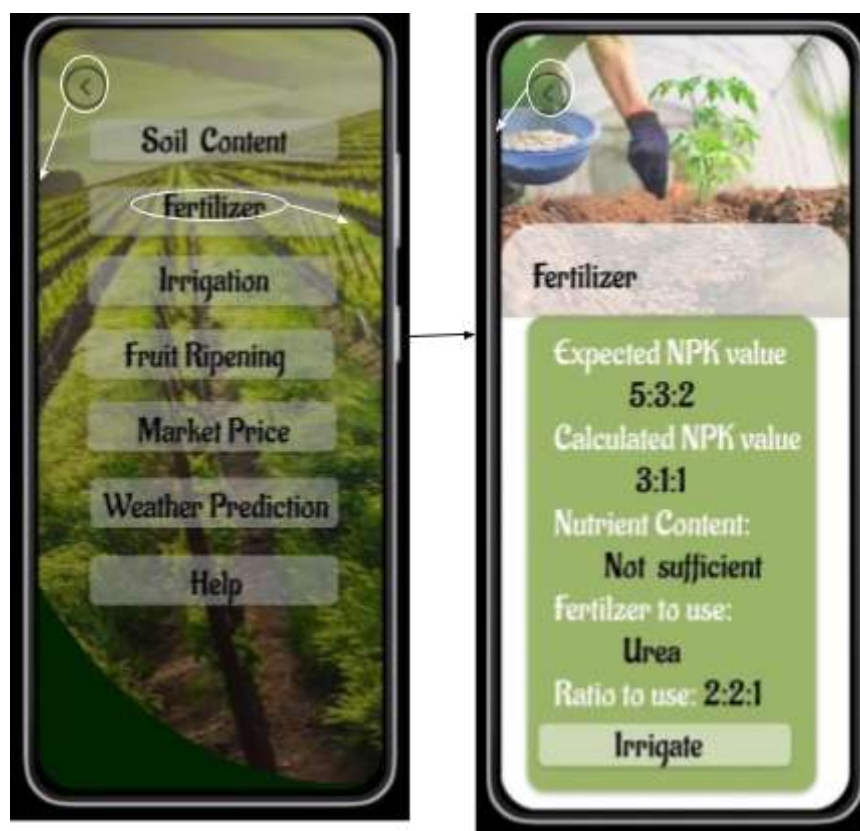 Soil Content
Fertilizer
Irrigation
Fruit Ripening
Market Price
Weather Prediction
Help
Fertilizer
Expected NPK value
5:3:2
Calculated NPK value
3:1:1
Nutrient Content:
Not sufficient
Fertilzer to use:
Urea
Ratio to use: 2:2:1
Irrigate